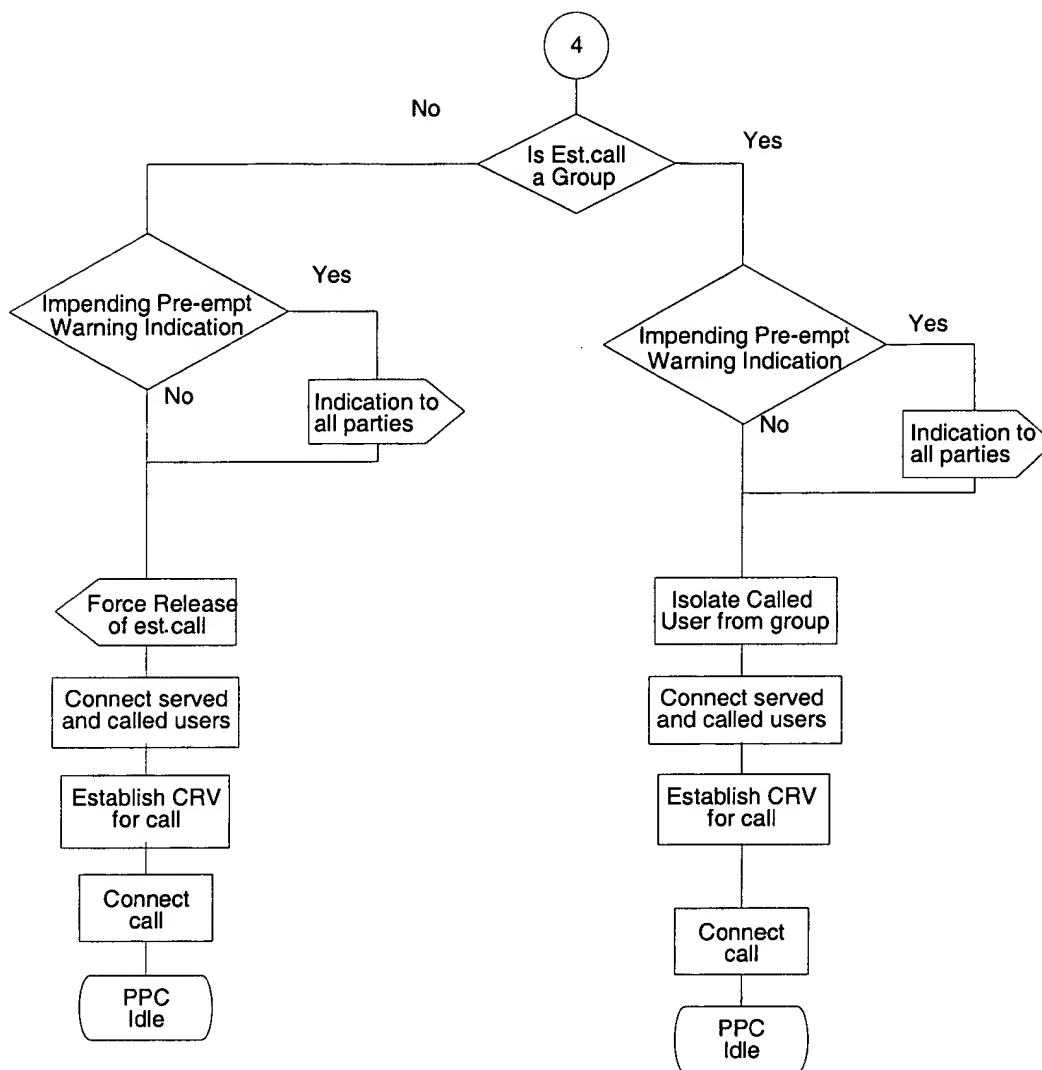 4
No
Yes
Is Est.call
a Group
Impending Pre-empt
Warning Indication
Yes
No
Indication to
all parties
Force Release
of est.call
Connect served
and called users
Establish CRV
for call
Connect
call
PPC
Idle
Impending Pre-empt
Warning Indication
Yes
No
Indication to
all parties
Isolate Called
User from group
Connect served
and called users
Establish CRV
for call
Connect
call
PPC
Idle